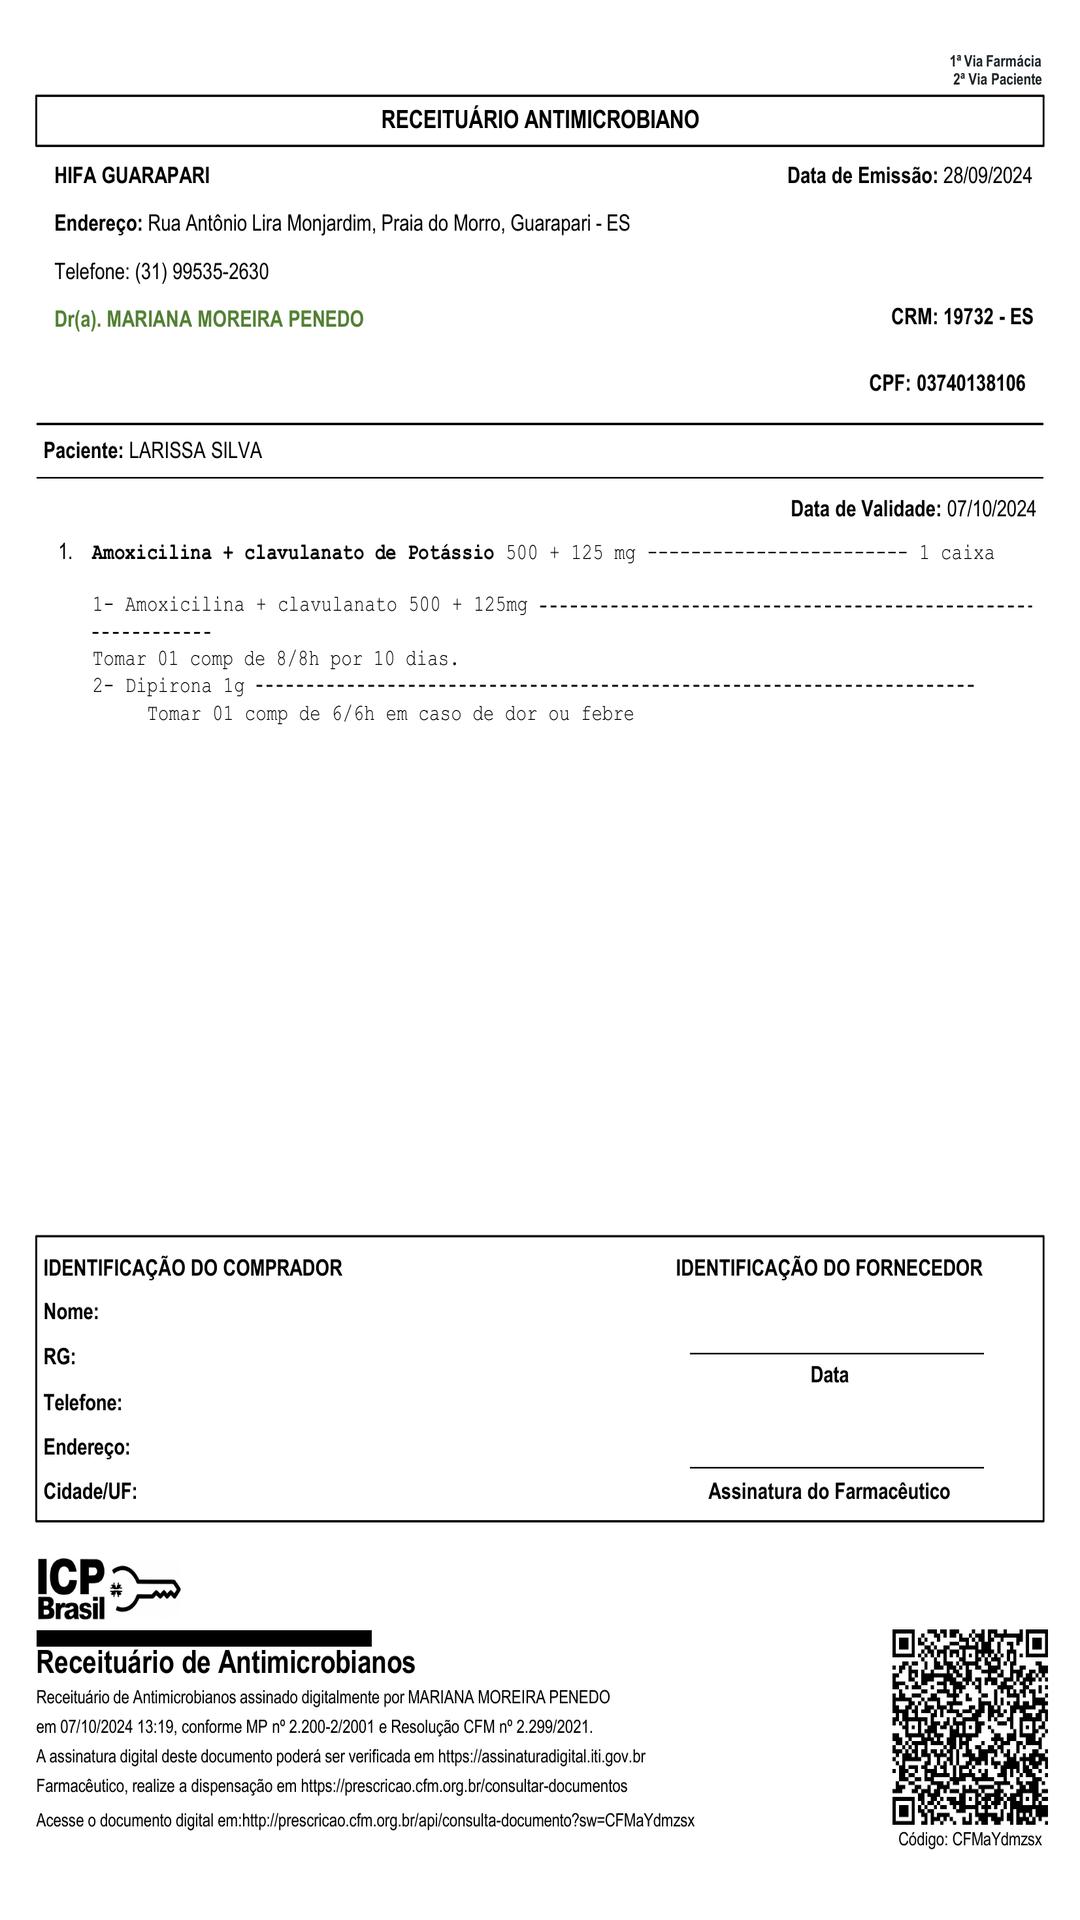 1ª Via Farmácia
2ª Via Paciente
RECEITUÁRIO ANTIMICROBIANO
HIFA GUARAPARI Data de Emissão: 28/09/2024
Endereço: Rua Antônio Lira Monjardim, Praia do Morro, Guarapari - ES
Telefone: (31) 99535-2630
Dr(a). MARIANA MOREIRA PENEDO CRM: 19732 - ES
CPF: 03740138106
Paciente: LARISSA SILVA
Data de Validade: 07/10/2024
1. Amoxicilina + clavulanato de Potássio 500 + 125 mg ------------------------ 1 caixa
1- Amoxicilina + clavulanato 500 + 125mg -------------------------------------------------
------------
Tomar 01 comp de 8/8h por 10 dias.
2- Dipirona 1g ------------------------------------------------------------------------
Tomar 01 comp de 6/6h em caso de dor ou febre
IDENTIFICAÇÃO DO COMPRADOR IDENTIFICAÇÃO DO FORNECEDOR
Nome:
RG:
Data
Telefone:
Endereço:
Cidade/UF: Assinatura do Farmacêutico
ICP
Brasil
Receituário de Antimicrobianos
Receituário de Antimicrobianos assinado digitalmente por MARIANA MOREIRA PENEDO
em 07/10/2024 13:19, conforme MP nº 2.200-2/2001 e Resolução CFM nº 2.299/2021.
A assinatura digital deste documento poderá ser verificada em https://assinaturadigital.iti.gov.br
Farmacêutico, realize a dispensação em https://prescricao.cfm.org.br/consultar-documentos
Acesse o documento digital em:http://prescricao.cfm.org.br/api/consulta-documento?sw=CFMaYdmzsx
Código: CFMaYdmzsx